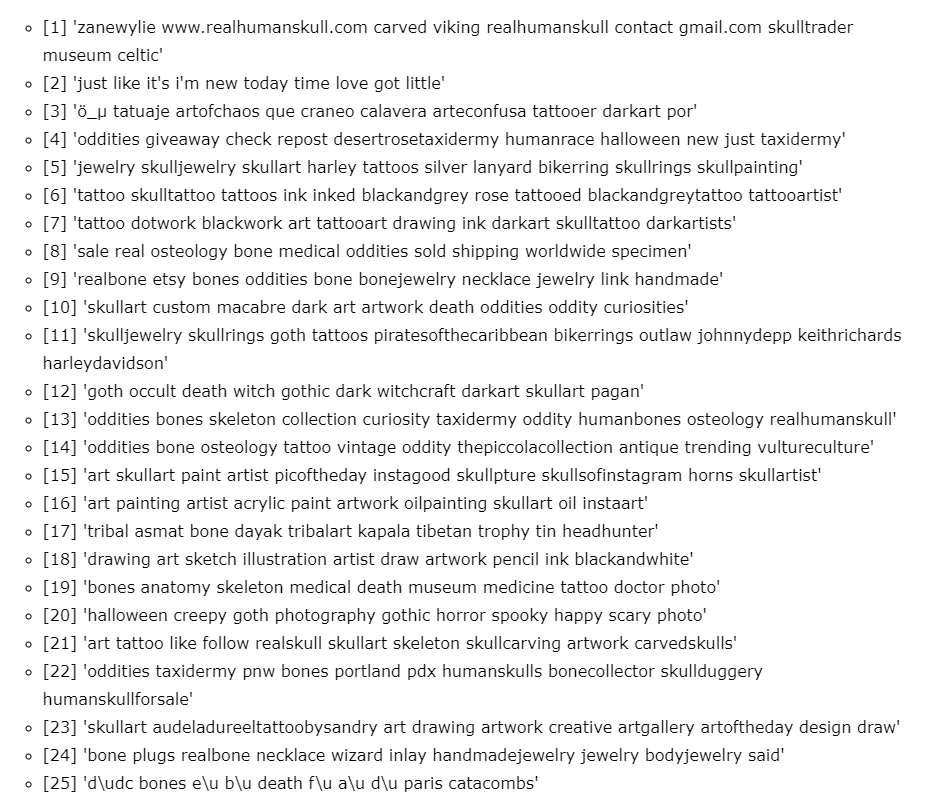 [1] 'zanewylie www.realhumanskull.com carved viking realhumanskull contact gmail.com skulltrader
museum celtic'
[2] 'just like it's i'm new today time love got little'
[3] 'ö_µ tatuaje artofchaos que craneo calavera arteconfusa tattooer darkart por'
[4] 'oddities giveaway check repost desertrosetaxidermy humanrace halloween new just taxidermy'
[5] 'jewelry skulljewelry skullart harley tattoos silver lanyard bikerring skullrings skullpainting'
[6] 'tattoo skulltattoo tattoos ink inked blackandgrey rose tattooed blackandgreytattoo tattooartist'
[7] 'tattoo dotwork blackwork art tattooart drawing ink darkart skulltattoo darkartists'
[8] 'sale real osteology bone medical oddities sold shipping worldwide specimen'
[9] 'realbone etsy bones oddities bone bonejewelry necklace jewelry link handmade'
[10] 'skullart custom macabre dark art artwork death oddities oddity curiosities'
[11] 'skulljewelry skullrings goth tattoos piratesofthecaribbean bikerrings outlaw johnnydepp keithrichards
harleydavidson'
[12] 'goth occult death witch gothic dark witchcraft darkart skullart pagan'
[13] 'oddities bones skeleton collection curiosity taxidermy oddity humanbones osteology realhumanskull'
[14] 'oddities bone osteology tattoo vintage oddity thepiccolacollection antique trending vultureculture'
[15] 'art skullart paint artist picoftheday instagood skullpture skullsofinstagram horns skullartist'
[16] 'art painting artist acrylic paint artwork oilpainting skullart oil instaart'
[17] 'tribal asmat bone dayak tribalart kapala tibetan trophy tin headhunter'
[18] 'drawing art sketch illustration artist draw artwork pencil ink blackandwhite'
[19] 'bones anatomy skeleton medical death museum medicine tattoo doctor photo'
[20] 'halloween creepy goth photography gothic horror spooky happy scary photo'
[21] 'art tattoo like follow realskull skullart skeleton skullcarving artwork carvedskulls'
[22] 'oddities taxidermy pnw bones portland pdx humanskulls bonecollector skullduggery
humanskullforsale'
[23] 'skullart audeladureeltattoobysandry art drawing artwork creative artgallery artoftheday design draw'
[24] 'bone plugs realbone necklace wizard inlay handmadejewelry jewelry bodyjewelry said'
[25] 'd\udc bones e\u b\u death f\u a\u d\u paris catacombs'